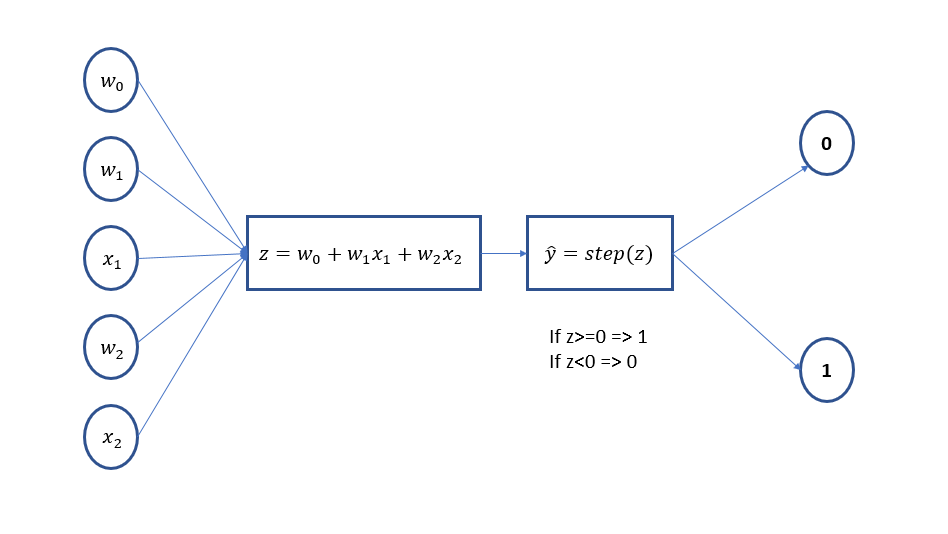 w₀
w₁
x₁
w₂
x₂
z = w₀ + w₁x₁ + w₂x₂
ŷ = step(z)
If z>=0 => 1
If z<0 => 0
0
1